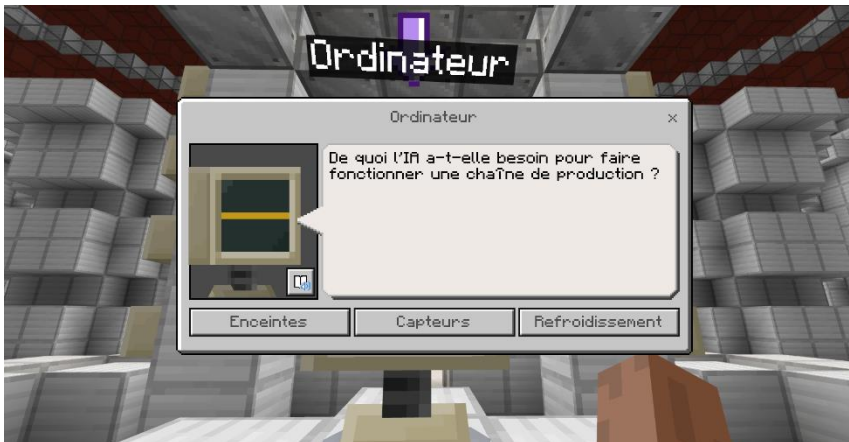 Ordinateur
Ordinateur
De quoi l'IA a-t-elle besoin pour faire
fonctionner une chaîne de production ?
Enceintes
Capteurs
Refroidissement